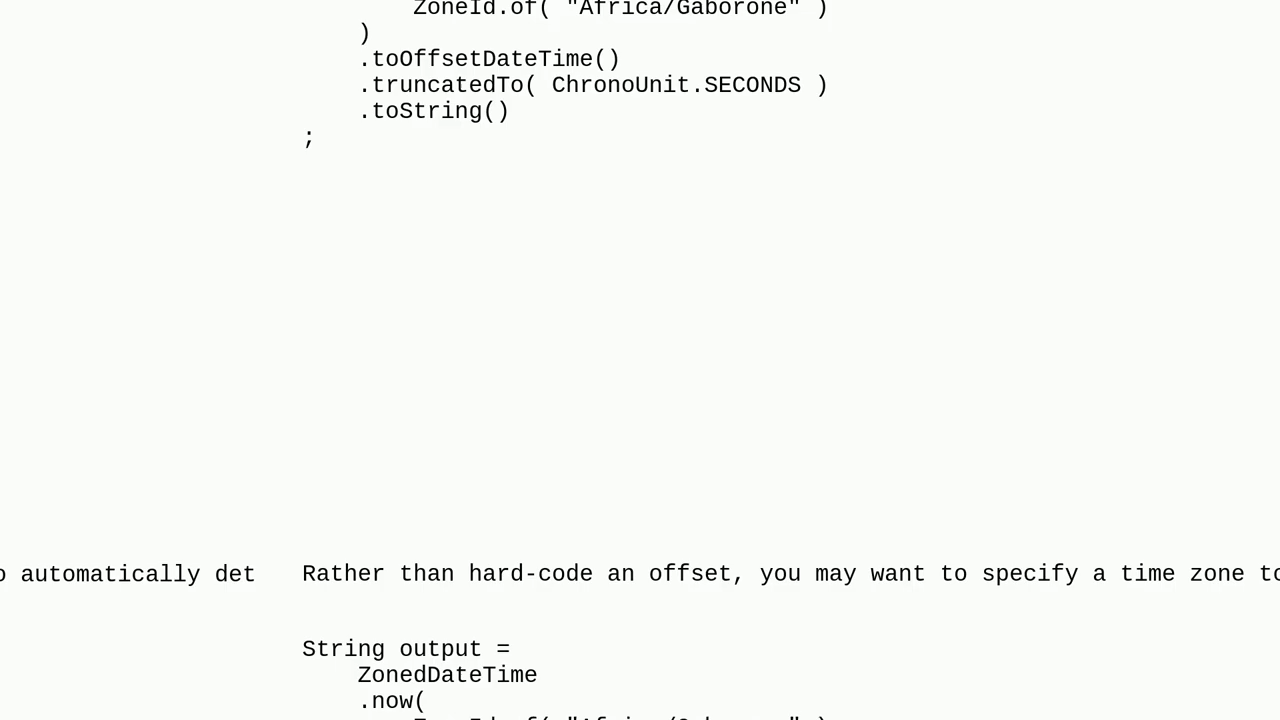 ZoneId.of( "Africa/Gaborone" )
    )
    .toOffsetDateTime()
    .truncatedTo( ChronoUnit.SECONDS )
    .toString()
;
automatically det Rather than hard-code an offset, you may want to specify a time zone to
String output =
    ZonedDateTime
    .now(